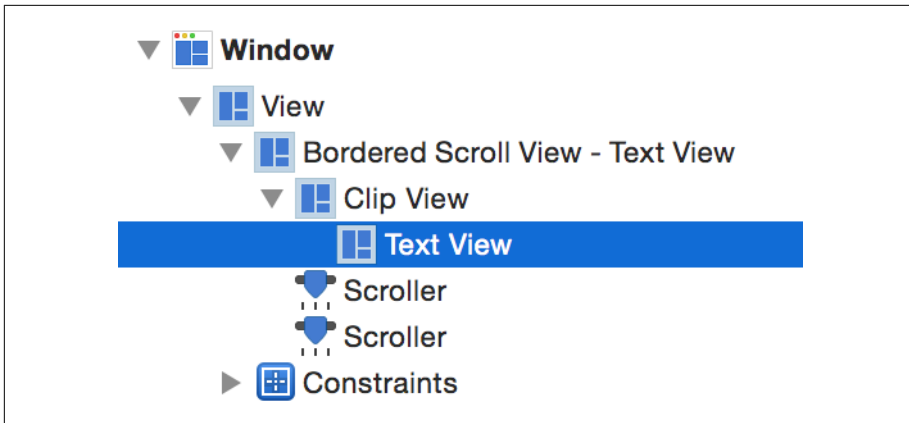 Window
View
Bordered Scroll View - Text View
Clip View
Text View
Scroller
Scroller
Constraints